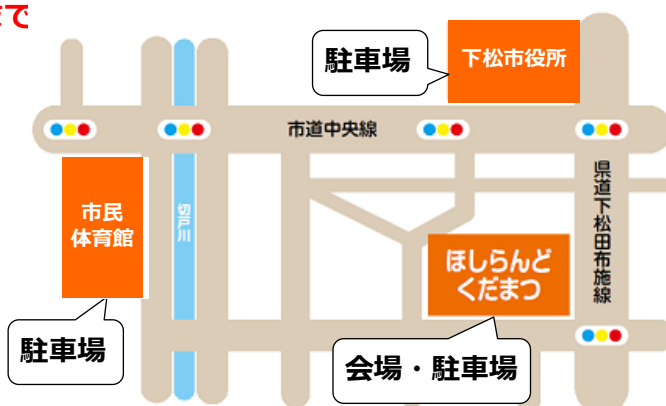 まで
駐車場
下松市役所
市道中央線
市民
体育館
切戸川
県道下松田布施線
ほしらんど
くだまつ
駐車場
会場・駐車場